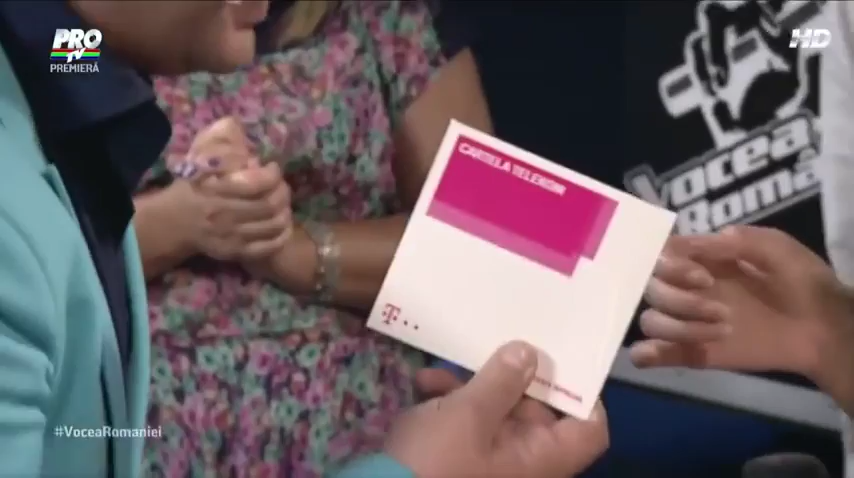 PRO
TV
PREMIERĂ
HD
CARTELA TELEKOM
Vocea
Româ
T..
#VoceaRomaniei